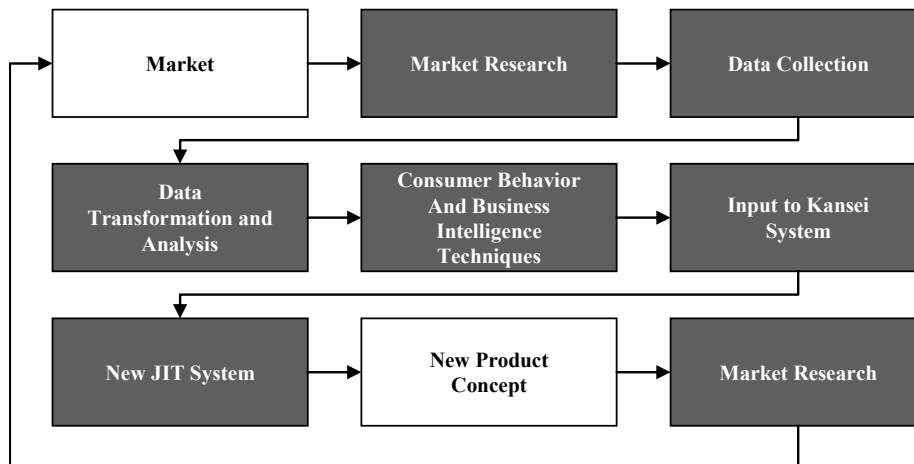 Market
Market Research
Data Collection
Data
Transformation and
Analysis
Consumer Behavior
And Business
Intelligence
Techniques
Input to Kansei
System
New JIT System
New Product
Concept
Market Research